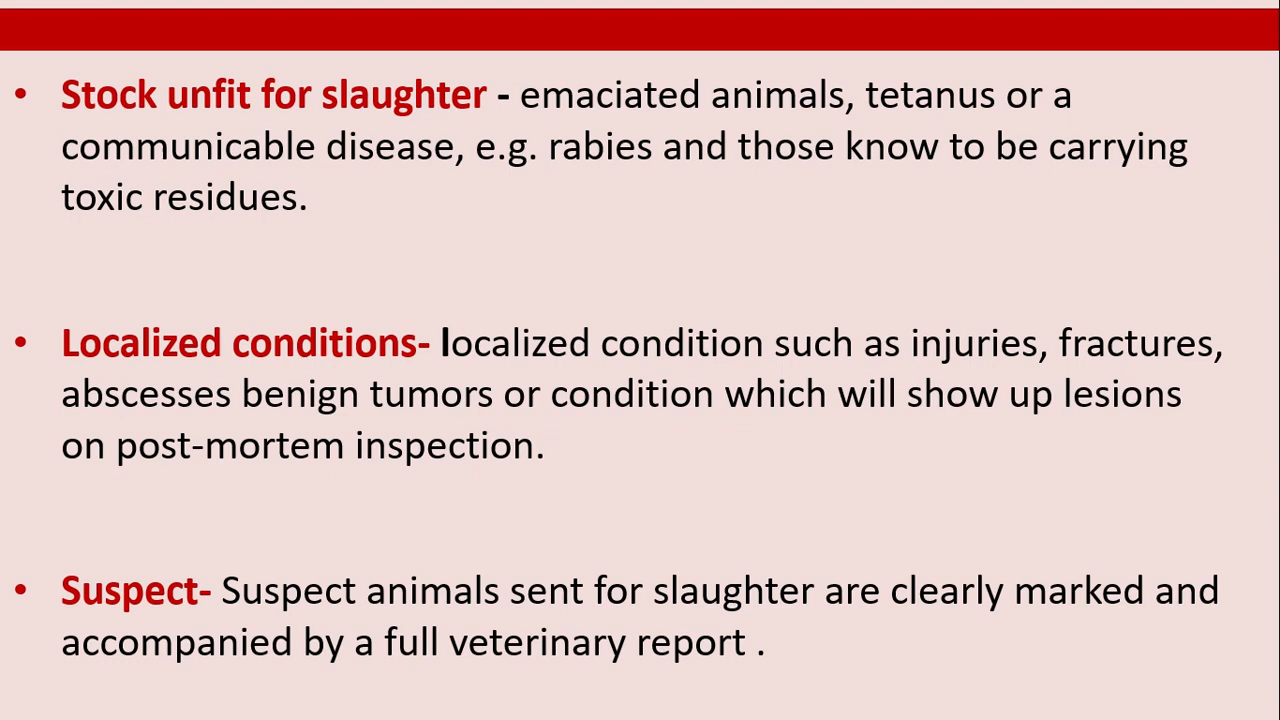 • Stock unfit for slaughter - emaciated animals, tetanus or a
communicable disease, e.g. rabies and those know to be carrying
toxic residues.
• Localized conditions- localized condition such as injuries, fractures,
abscesses benign tumors or condition which will show up lesions
on post-mortem inspection.
• Suspect- Suspect animals sent for slaughter are clearly marked and
accompanied by a full veterinary report .